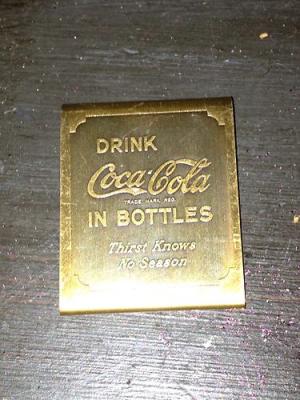 DRINK
Coca-Cola
TRADE MARK REG.
IN BOTTLES
Thirst Knows
No Season